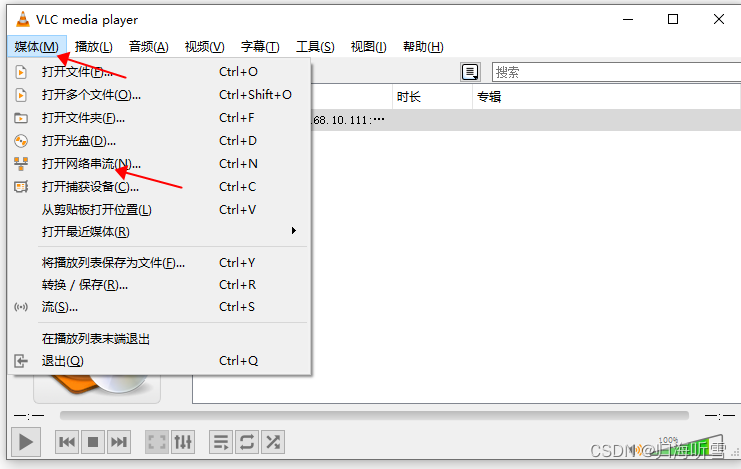 VLC media player
媒体(M) 播放(L) 音频(A) 视频(V) 字幕(T) 工具(S) 视图(I) 帮助(H)
打开文件(F)... Ctrl+O
搜索
打开多个文件(O)... Ctrl+Shift+O
时长 专辑
打开文件夹(F)... Ctrl+F
68.10.111:…
打开光盘(D)... Ctrl+D
打开网络串流(N)... Ctrl+N
打开捕获设备(C)... Ctrl+C
从剪贴板打开位置(L) Ctrl+V
打开最近媒体(R)
将播放列表保存为文件(F)... Ctrl+Y
转换 / 保存(R)... Ctrl+R
流(S)... Ctrl+S
在播放列表末端退出
退出(Q) Ctrl+Q
--:-- --:--
100%
CSDN @归海听雪